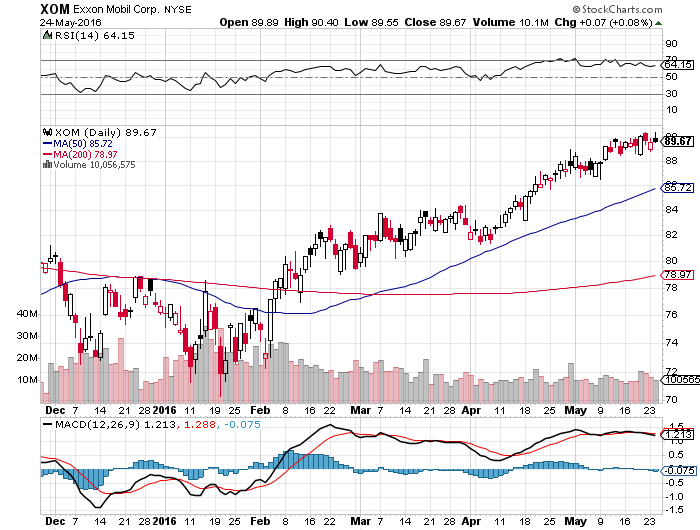 XOM Exxon Mobil Corp. NYSE
© StockCharts.com
24-May-2016 Open 89.89 High 90.40 Low 89.55 Close 89.67 Volume 10.1M Chg +0.07 (+0.08%)
RSI(14) 64.15
90
70
64.15
50
30
10
XOM (Daily) 89.67
MA(50) 85.72
MA(200) 78.97
Volume 10,056,575
89.67
88
86
85.72
84
82
80
78.97
78
76
74
72
70
40M
30M
20M
10M
Dec 7 14 21 28 2016 11 19 25 Feb 8 16 22 Mar 7 14 21 28 Apr 11 18 25 May 9 16 23
MACD(12,26,9) 1.213, 1.288, -0.075
1.5
1.213
0.5
-0.075
-0.5
-1.0
-1.5
Dec 7 14 21 28 2016 11 19 25 Feb 8 16 22 Mar 7 14 21 28 Apr 11 18 25 May 9 16 23